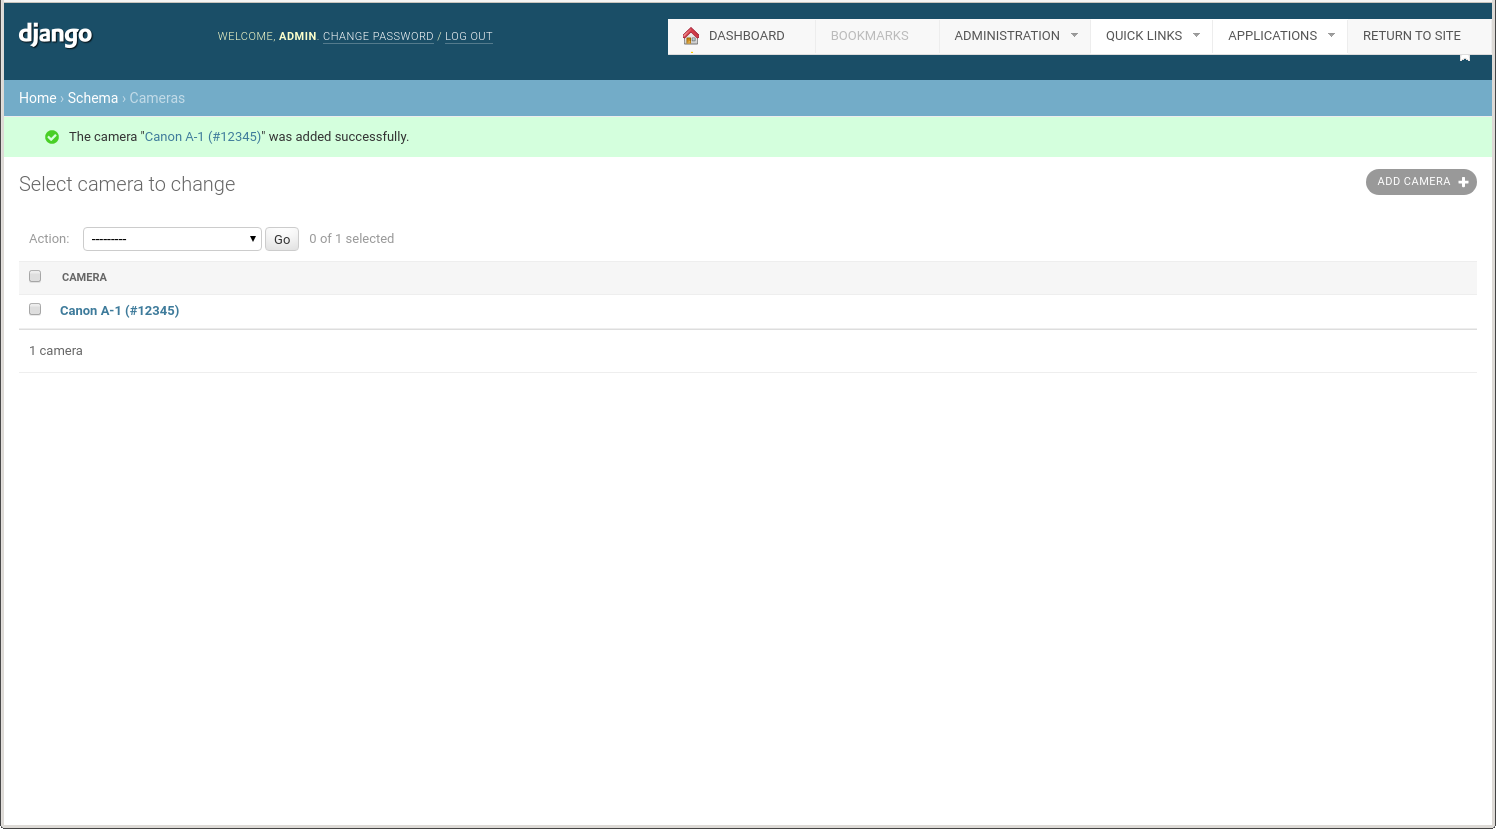 django
WELCOME, ADMIN. CHANGE PASSWORD / LOG OUT
DASHBOARD
BOOKMARKS
ADMINISTRATION
QUICK LINKS
APPLICATIONS
RETURN TO SITE
Home › Schema › Cameras
The camera "Canon A-1 (#12345)" was added successfully.
Select camera to change
ADD CAMERA
Action: --------- Go 0 of 1 selected
CAMERA
Canon A-1 (#12345)
1 camera